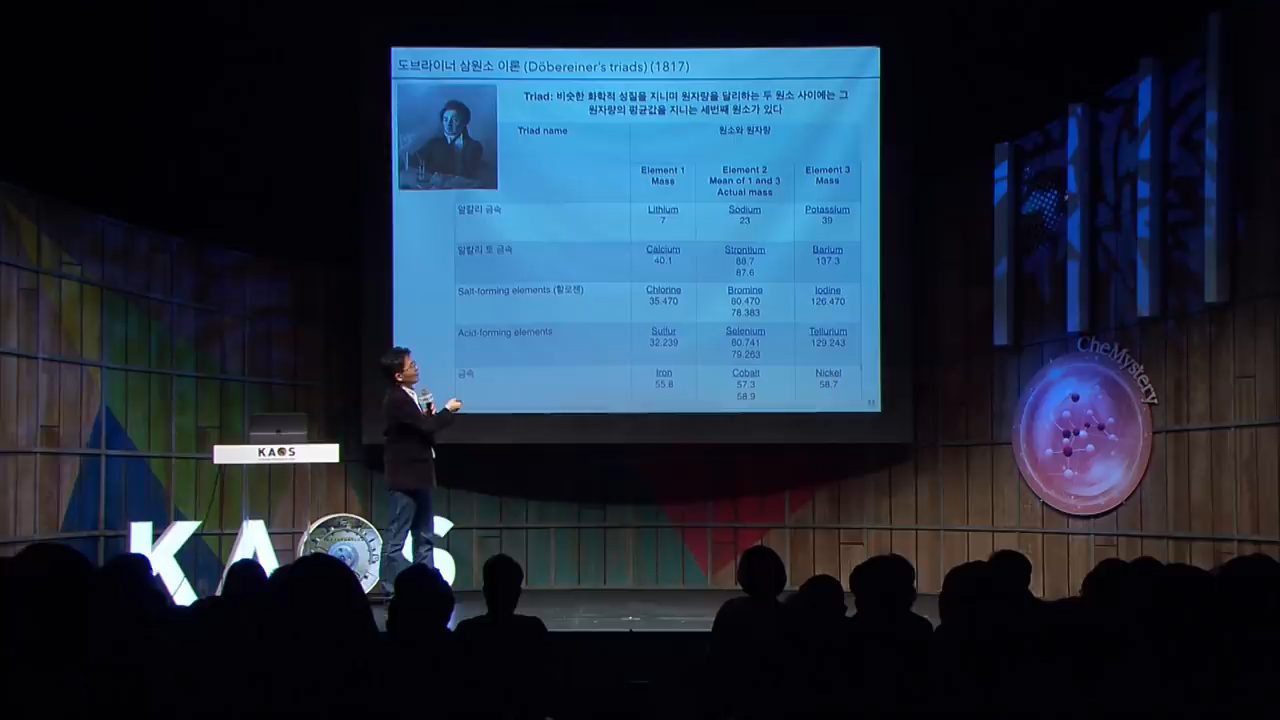 도브라이너 삼원소 이론 (Döbereiner's triads) (1817)
Triad: 비슷한 화학적 성질을 지니며 원자량을 달리하는 두 원소 사이에는 그
원자량의 평균값을 지니는 세번째 원소가 있다
Triad name 원소와 원자량
Element 1 Element 2 Element 3
Mass Mean of 1 and 3 Mass
Actual mass
알칼리 금속 Lithium Sodium Potassium
7 23 39
알칼리 토 금속 Calcium Strontium Barium
40.1 88.7 137.3
87.6
Salt-forming elements (할로젠) Chlorine Bromine Iodine
35.470 80.470 126.470
78.383
Acid-forming elements Sulfur Selenium Tellurium
32.239 80.741 129.243
79.263
금속 Iron Cobalt Nickel
55.8 57.3 58.7
58.9
CheMystery
KAOS
KAOS